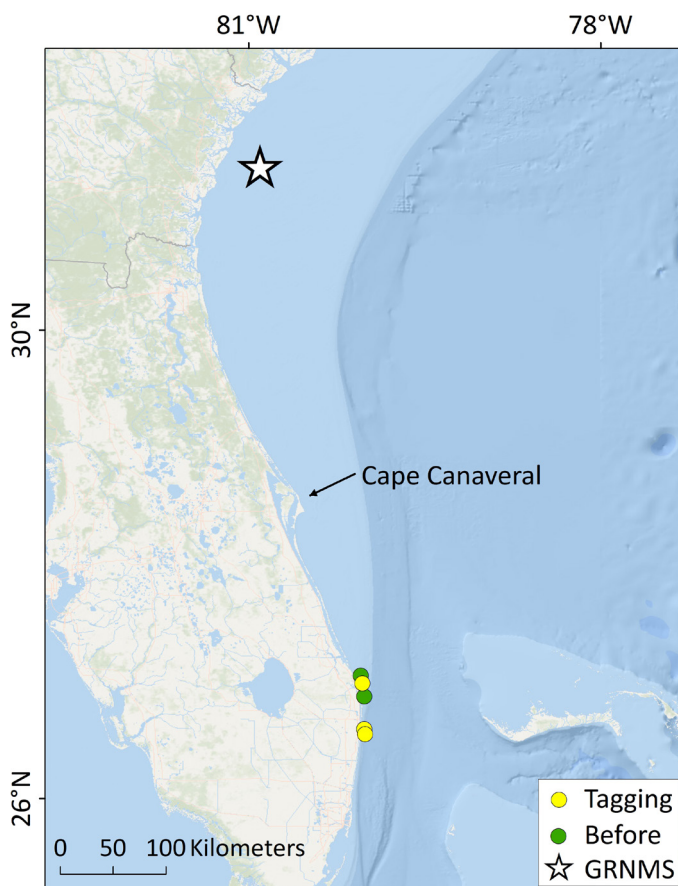 81°W 78°W
30°N
Cape Canaveral
26°N
Tagging
Before
GRNMS
0 50 100 Kilometers